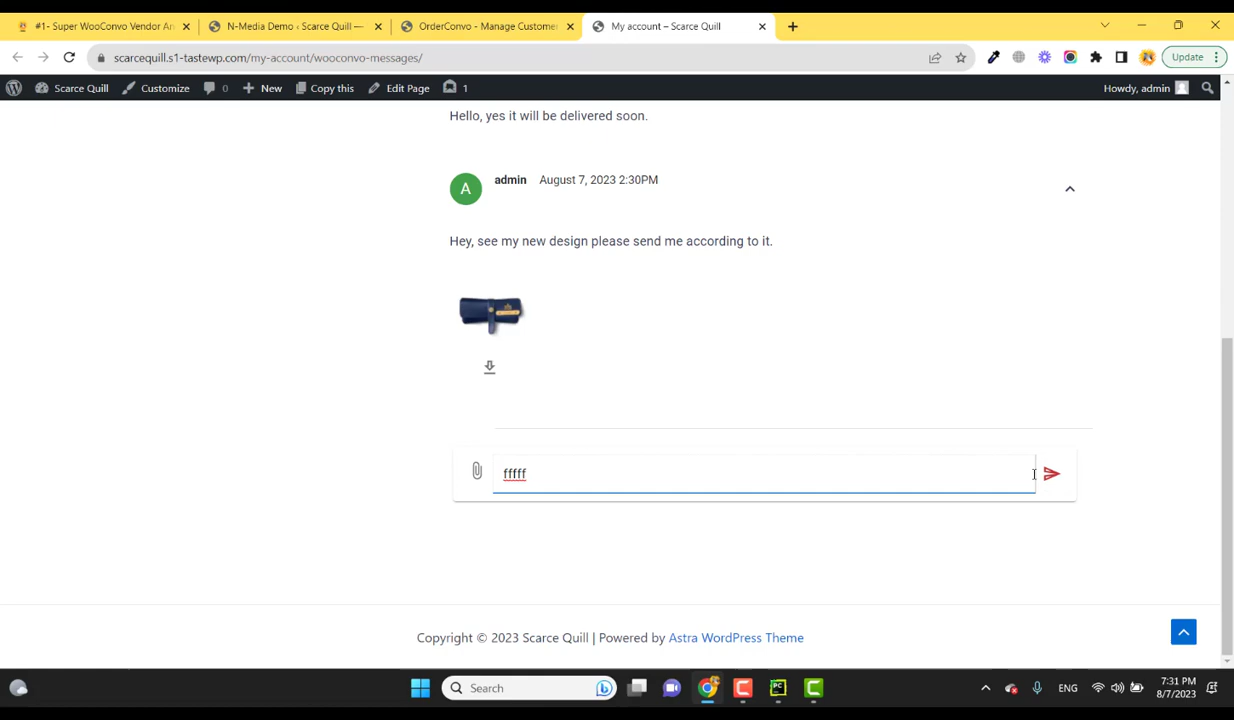 #1- Super WooConvo Vendor An
N-Media Demo ‹ Scarce Quill —
OrderConvo - Manage Customer
My account – Scarce Quill
scarcequill.s1-tastewp.com/my-account/wooconvo-messages/
Update
Scarce Quill
Customize
0
New
Copy this
Edit Page
1
Howdy, admin
Hello, yes it will be delivered soon.
A
admin August 7, 2023 2:30PM
Hey, see my new design please send me according to it.
fffff
Copyright © 2023 Scarce Quill | Powered by Astra WordPress Theme
Search
ENG
7:31 PM
8/7/2023